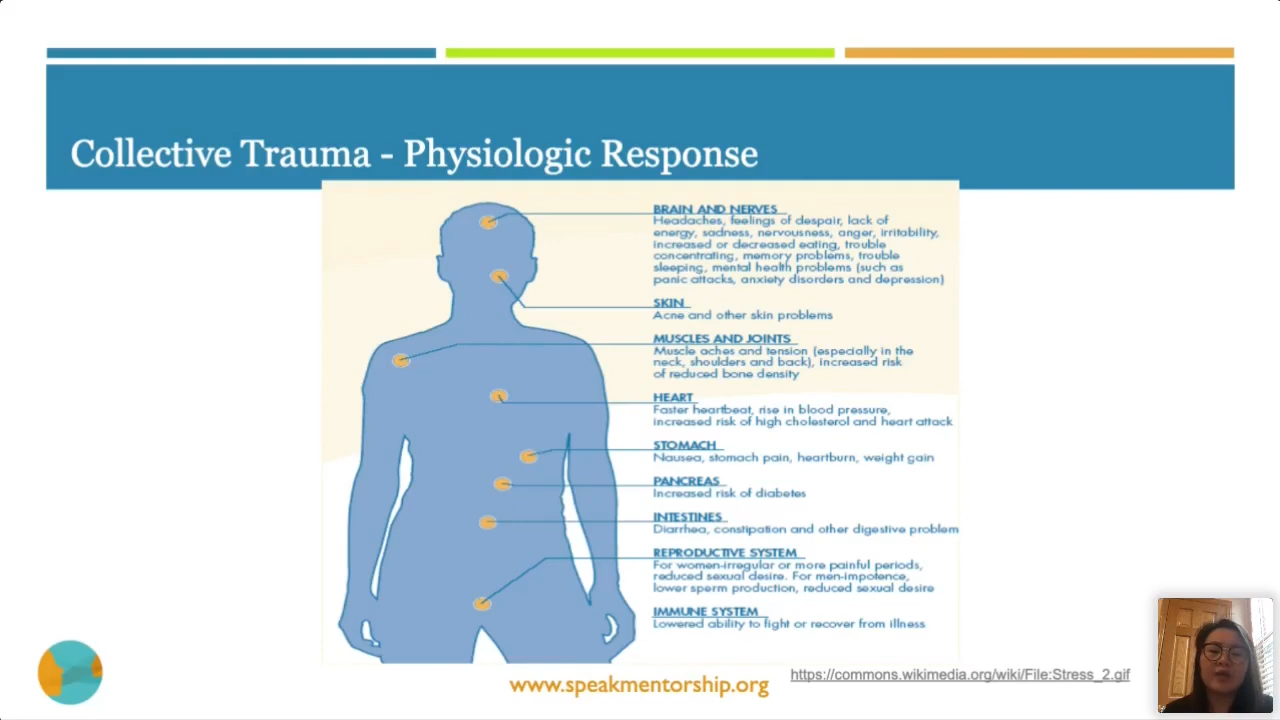 Collective Trauma - Physiologic Response
BRAIN AND NERVES
Headaches, feelings of despair, lack of
energy, sadness, nervousness, anger, irritability,
increased or decreased eating, trouble
concentrating, memory problems, trouble
sleeping, mental health problems (such as
panic attacks, anxiety disorders and depression)
SKIN
Acne and other skin problems
MUSCLES AND JOINTS
Muscle aches and tension (especially in the
neck, shoulders and back), increased risk
of reduced bone density
HEART
Faster heartbeat, rise in blood pressure,
increased risk of high cholesterol and heart attack
STOMACH
Nausea, stomach pain, heartburn, weight gain
PANCREAS
Increased risk of diabetes
INTESTINES
Diarrhea, constipation and other digestive problem
REPRODUCTIVE SYSTEM
For women-irregular or more painful periods,
reduced sexual desire. For men-impotence,
lower sperm production, reduced sexual desire
IMMUNE SYSTEM
Lowered ability to fight or recover from illness
https://commons.wikimedia.org/wiki/File:Stress_2.gif
www.speakmentorship.org